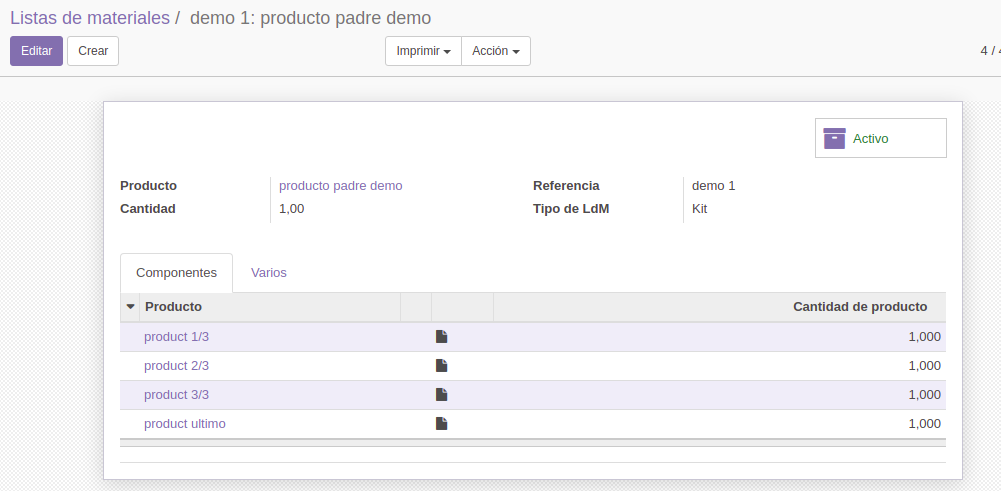 Listas de materiales / demo 1: producto padre demo
Editar Crear Imprimir Acción 4 /
Activo
Producto producto padre demo Referencia demo 1
Cantidad 1,00 Tipo de LdM Kit
Componentes Varios
Producto Cantidad de producto
product 1/3 1,000
product 2/3 1,000
product 3/3 1,000
product ultimo 1,000